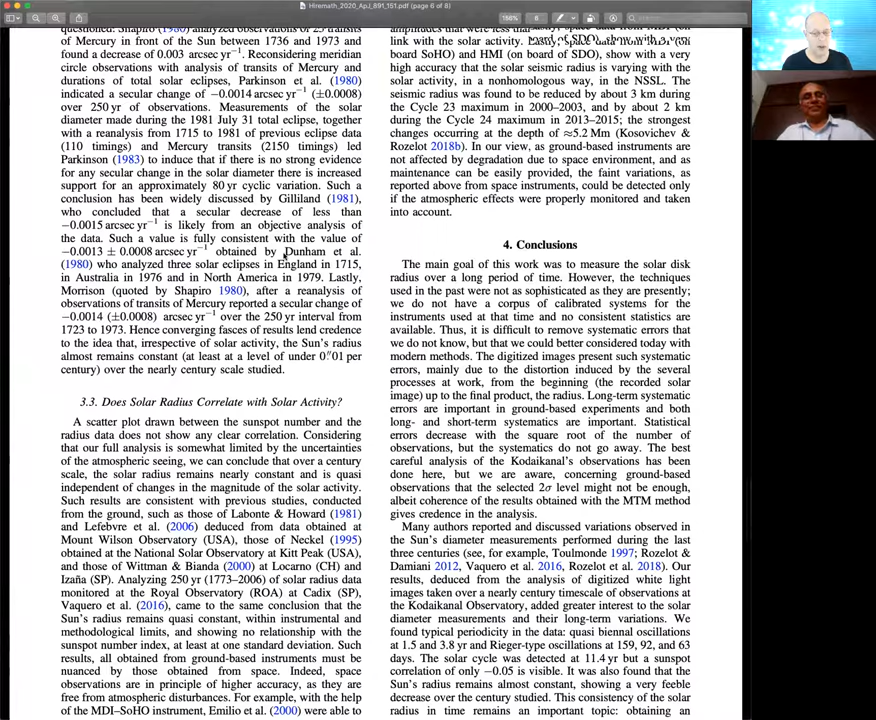 Hiremath_2020_ApJ_891_151.pdf (page 6 of 8)
156%
6
questioned. Shapiro (1980) analyzed observations of 23 transits
of Mercury in front of the Sun between 1736 and 1973 and
found a decrease of 0.003 arcsec yr−1. Reconsidering meridian
circle observations with analysis of transits of Mercury and
durations of total solar eclipses, Parkinson et al. (1980)
indicated a secular change of −0.0014 arcsec yr−1 (±0.0008)
over 250 yr of observations. Measurements of the solar
diameter made during the 1981 July 31 total eclipse, together
with a reanalysis from 1715 to 1981 of previous eclipse data
(110 timings) and Mercury transits (2150 timings) led
Parkinson (1983) to induce that if there is no strong evidence
for any secular change in the solar diameter there is increased
support for an approximately 80 yr cyclic variation. Such a
conclusion has been widely discussed by Gilliland (1981),
who concluded that a secular decrease of less than
−0.0015 arcsec yr−1 is likely from an objective analysis of
the data. Such a value is fully consistent with the value of
−0.0013 ± 0.0008 arcsec yr−1 obtained by Dunham et al.
(1980) who analyzed three solar eclipses in England in 1715,
in Australia in 1976 and in North America in 1979. Lastly,
Morrison (quoted by Shapiro 1980), after a reanalysis of
observations of transits of Mercury reported a secular change of
−0.0014 (±0.0008) arcsec yr−1 over the 250 yr interval from
1723 to 1973. Hence converging fasces of results lend credence
to the idea that, irrespective of solar activity, the Sun's radius
almost remains constant (at least at a level of under 0.″01 per
century) over the nearly century scale studied.
3.3. Does Solar Radius Correlate with Solar Activity?
A scatter plot drawn between the sunspot number and the
radius data does not show any clear correlation. Considering
that our full analysis is somewhat limited by the uncertainties
of the atmospheric seeing, we can conclude that over a century
scale, the solar radius remains nearly constant and is quasi
independent of changes in the magnitude of the solar activity.
Such results are consistent with previous studies, conducted
from the ground, such as those of Labonte & Howard (1981)
and Lefebvre et al. (2006) deduced from data obtained at
Mount Wilson Observatory (USA), those of Neckel (1995)
obtained at the National Solar Observatory at Kitt Peak (USA),
and those of Wittman & Bianda (2000) at Locarno (CH) and
Izaña (SP). Analyzing 250 yr (1773–2006) of solar radius data
monitored at the Royal Observatory (ROA) at Cadix (SP),
Vaquero et al. (2016), came to the same conclusion that the
Sun's radius remains quasi constant, within instrumental and
methodological limits, and showing no relationship with the
sunspot number index, at least at one standard deviation. Such
results, all obtained from ground-based instruments must be
nuanced by those obtained from space. Indeed, space
observations are in principle of higher accuracy, as they are
free from atmospheric disturbances. For example, with the help
of the MDI–SoHO instrument, Emilio et al. (2000) were able to
link with the solar activity. Lastly, space data from MDI (on
board SoHO) and HMI (on board of SDO), show with a very
high accuracy that the solar seismic radius is varying with the
solar activity, in a nonhomologous way, in the NSSL. The
seismic radius was found to be reduced by about 3 km during
the Cycle 23 maximum in 2000–2003, and by about 2 km
during the Cycle 24 maximum in 2013–2015; the strongest
changes occurring at the depth of ≈5.2 Mm (Kosovichev &
Rozelot 2018b). In our view, as ground-based instruments are
not affected by degradation due to space environment, and as
maintenance can be easily provided, the faint variations, as
reported above from space instruments, could be detected only
if the atmospheric effects were properly monitored and taken
into account.
4. Conclusions
The main goal of this work was to measure the solar disk
radius over a long period of time. However, the techniques
used in the past were not as sophisticated as they are presently;
we do not have a corpus of calibrated systems for the
instruments used at that time and no consistent statistics are
available. Thus, it is difficult to remove systematic errors that
we do not know, but that we could better considered today with
modern methods. The digitized images present such systematic
errors, mainly due to the distortion induced by the several
processes at work, from the beginning (the recorded solar
image) up to the final product, the radius. Long-term systematic
errors are important in ground-based experiments and both
long- and short-term systematics are important. Statistical
errors decrease with the square root of the number of
observations, but the systematics do not go away. The best
careful analysis of the Kodaikanal's observations has been
done here, but we are aware, concerning ground-based
observations that the selected 2σ level might not be enough,
albeit coherence of the results obtained with the MTM method
gives credence in the analysis.
Many authors reported and discussed variations observed in
the Sun's diameter measurements performed during the last
three centuries (see, for example, Toulmonde 1997; Rozelot &
Damiani 2012, Vaquero et al. 2016, Rozelot et al. 2018). Our
results, deduced from the analysis of digitized white light
images taken over a nearly century timescale of observations at
the Kodaikanal Observatory, added greater interest to the solar
diameter measurements and their long-term variations. We
found typical periodicity in the data: quasi biennial oscillations
at 1.5 and 3.8 yr and Rieger-type oscillations at 159, 92, and 63
days. The solar cycle was detected at 11.4 yr but a sunspot
correlation of only −0.05 is visible. It was also found that the
Sun's radius remains almost constant, showing a very feeble
decrease over the century studied. This consistency of the solar
radius in time remains an important topic: obtaining an